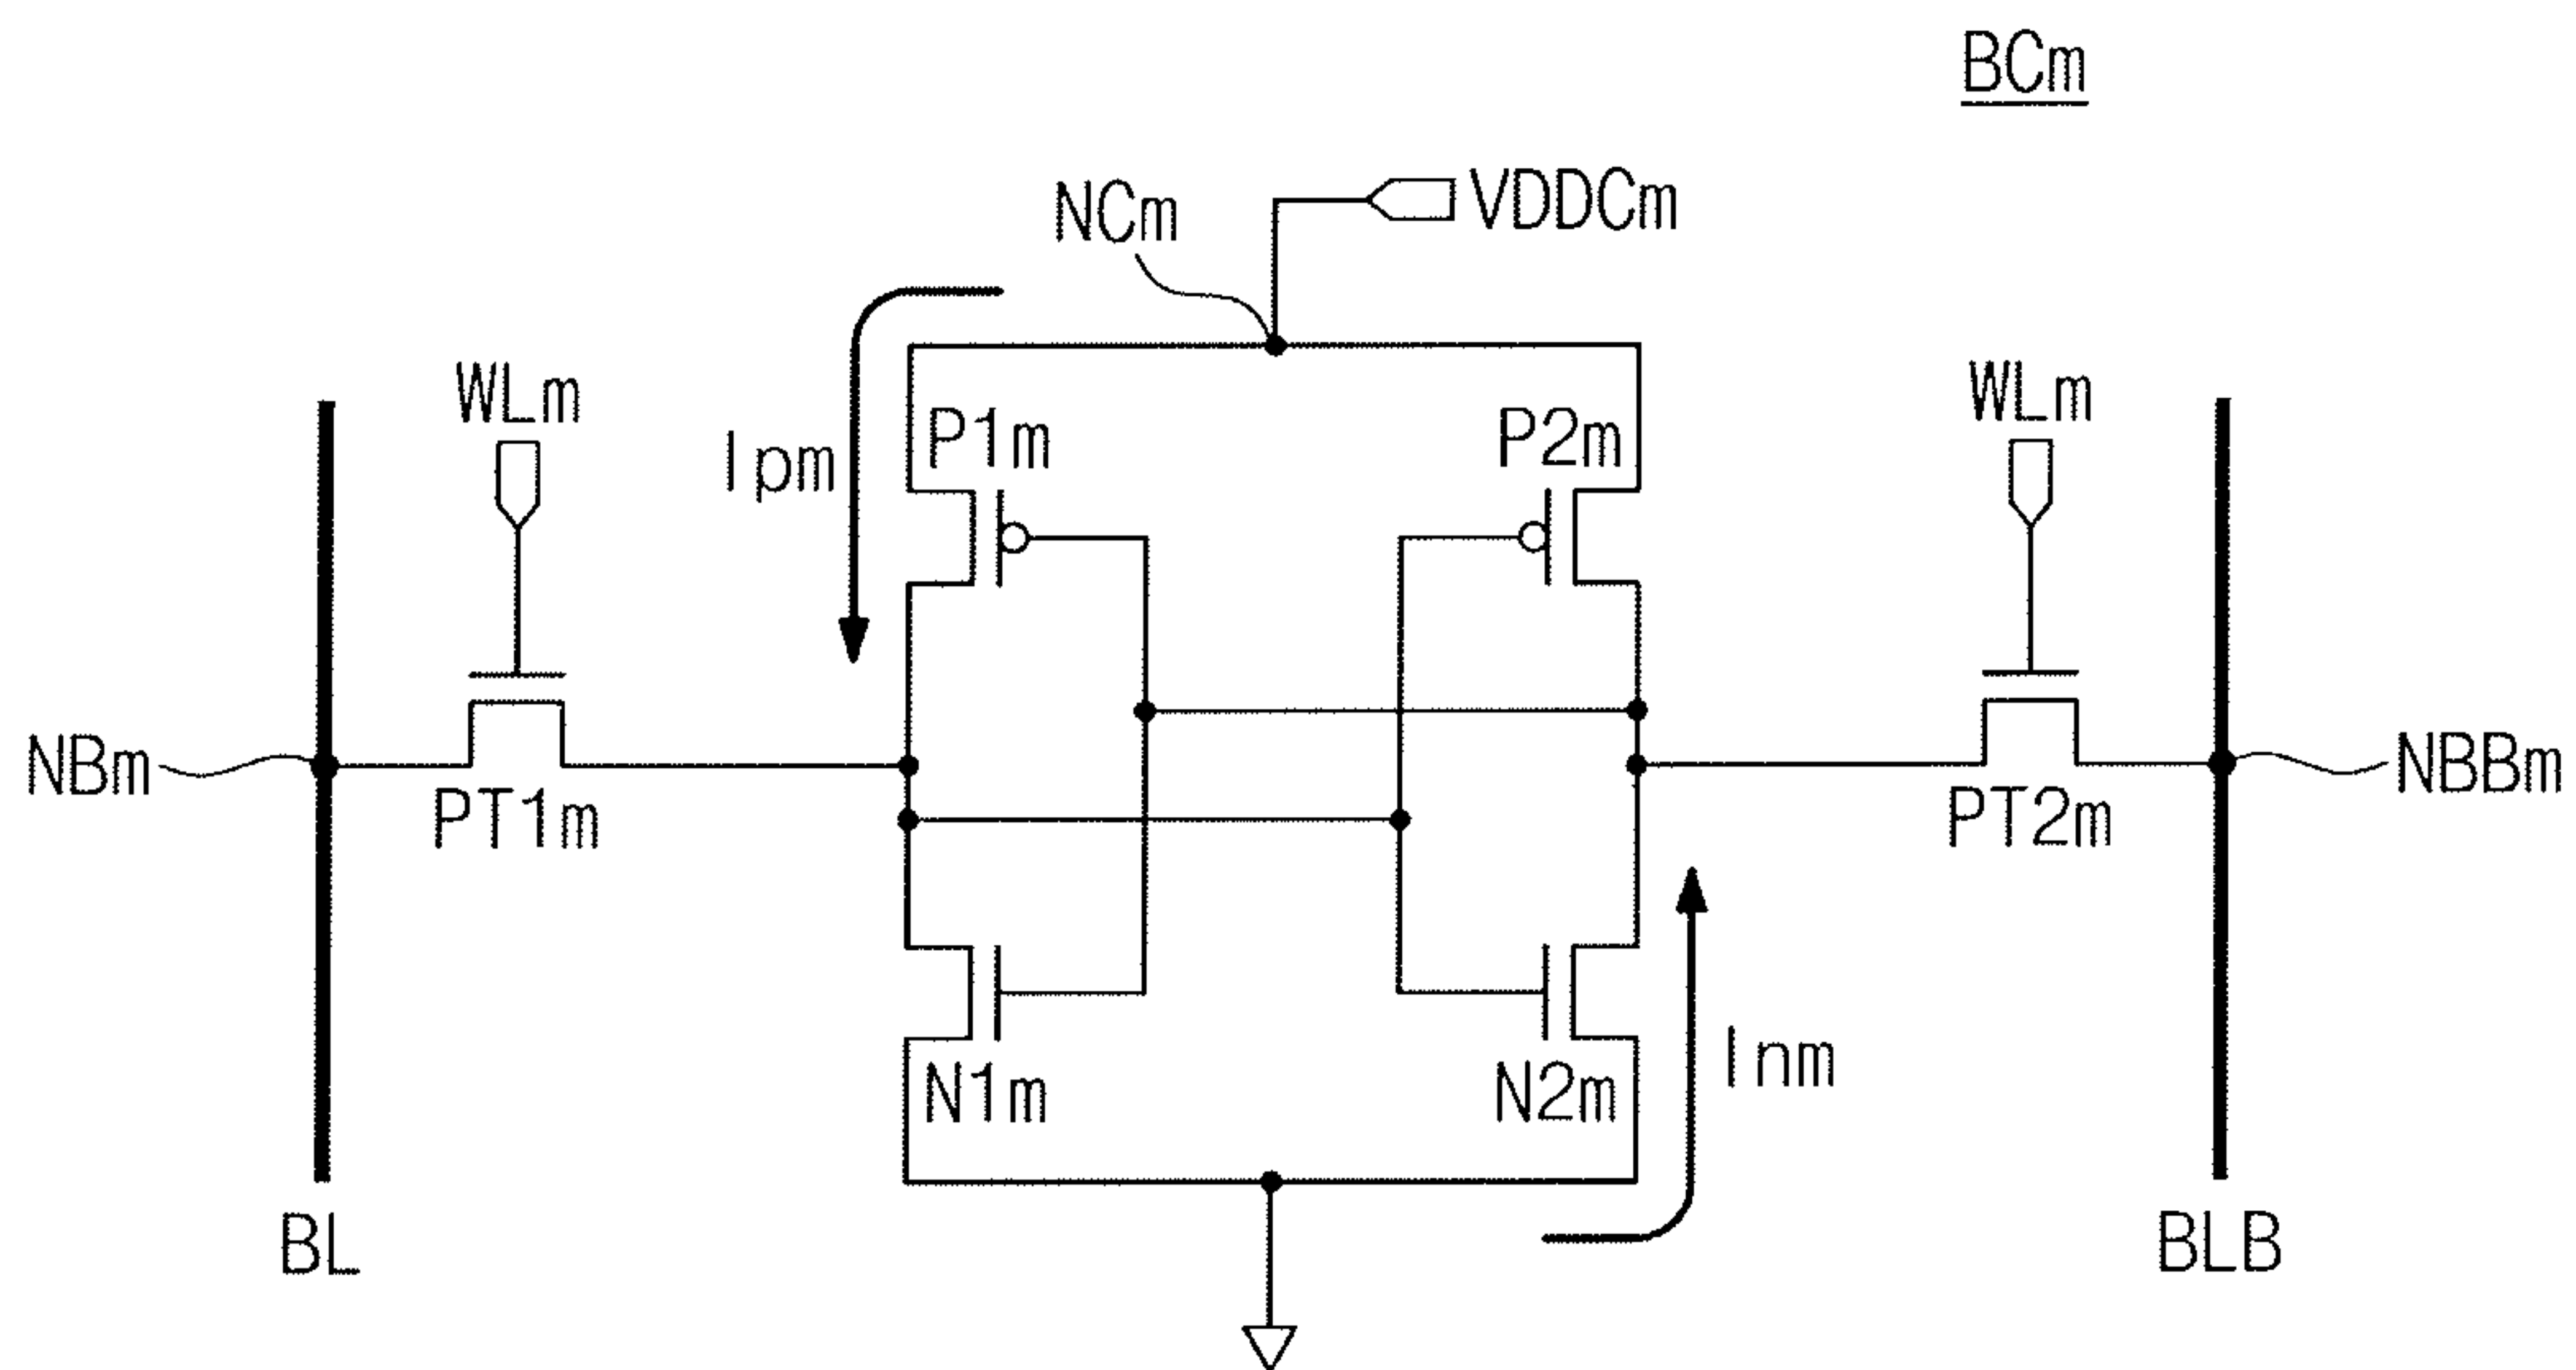 BCm
NCm
VDDCm
WLm
WLm
Ipm
P1m
P2m
NBm
PT1m
PT2m
NBBm
N1m
N2m
Inm
BL
BLB